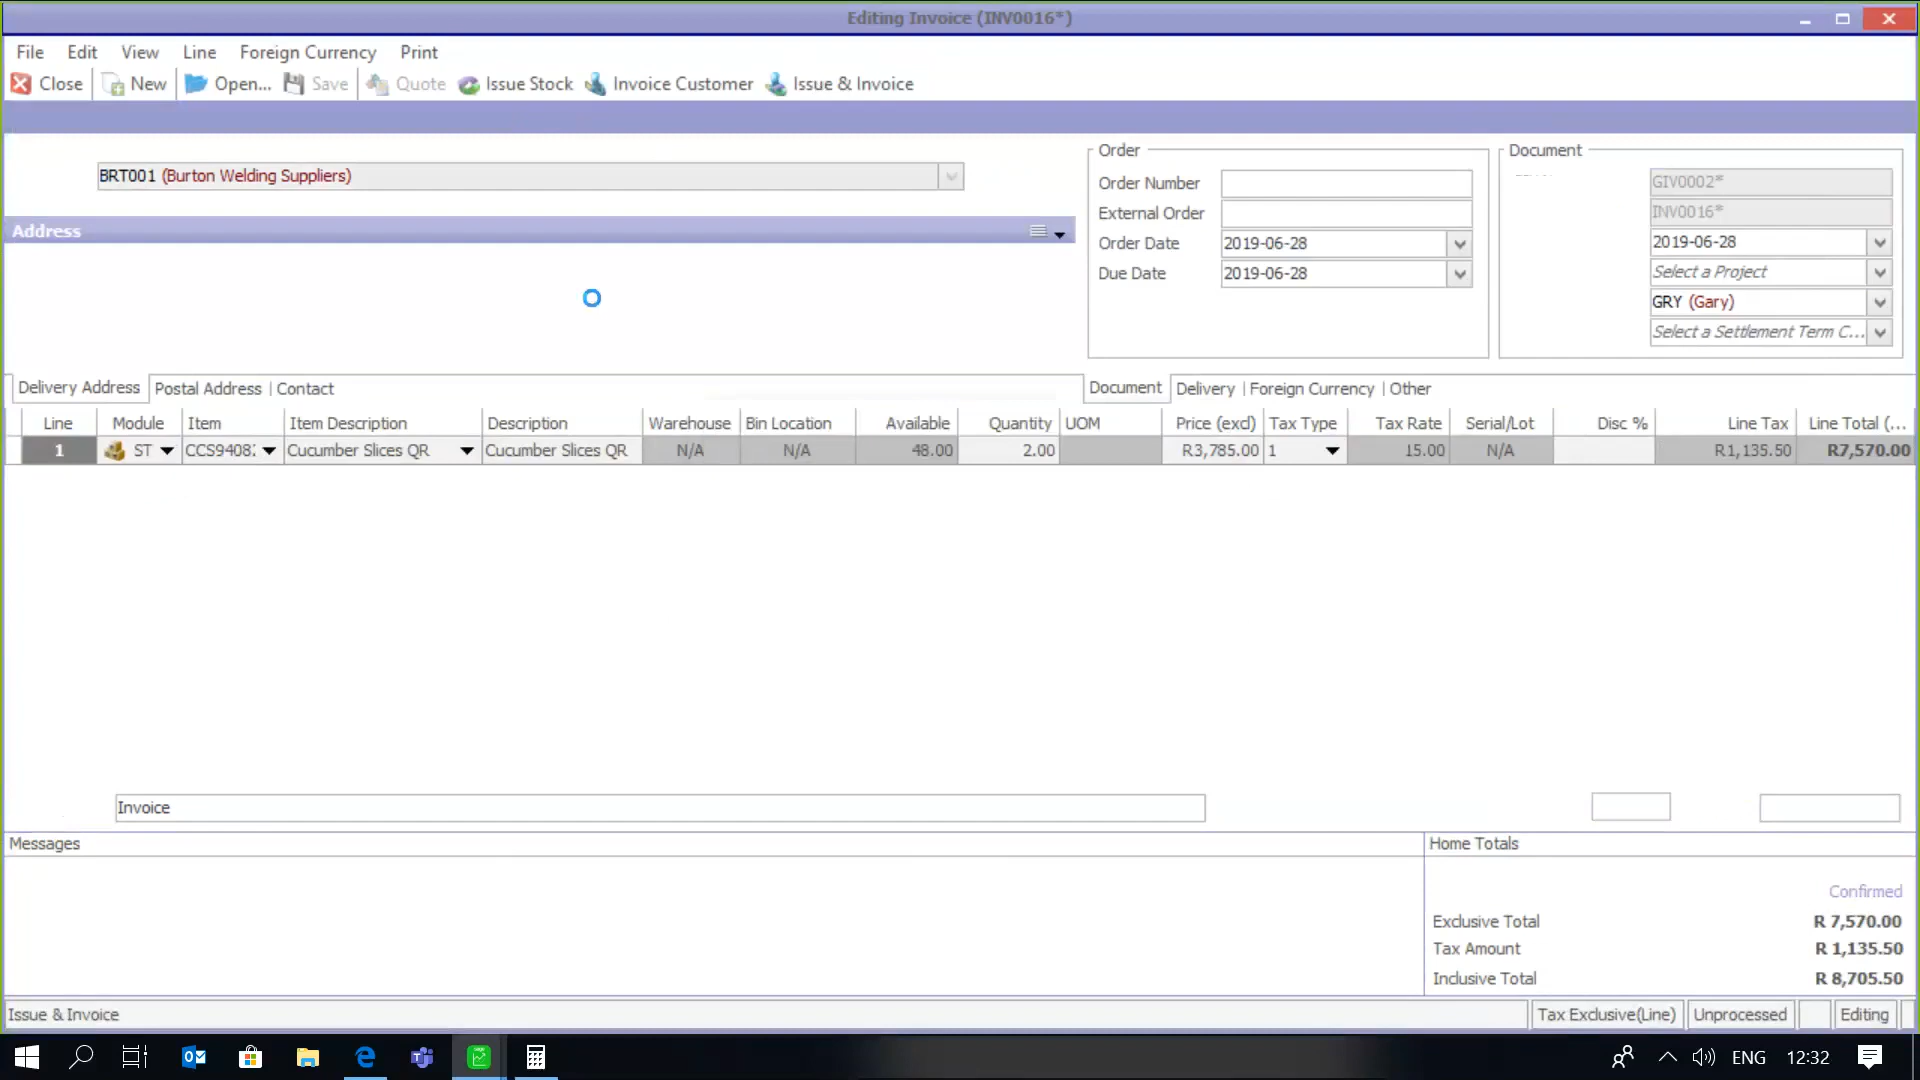 Editing Invoice (INV0016*)
File Edit View Line Foreign Currency Print
Close New Open... Save Quote Issue Stock Invoice Customer Issue & Invoice
BRT001 (Burton Welding Suppliers)
Address
Order
Order Number
External Order
Order Date 2019-06-28
Due Date 2019-06-28
Document
GIV0002*
INV0016*
2019-06-28
Select a Project
GRY (Gary)
Select a Settlement Term C...
Delivery Address Postal Address Contact
Document Delivery Foreign Currency Other
Line Module Item Item Description Description Warehouse Bin Location Available Quantity UOM Price (exd) Tax Type Tax Rate Serial/Lot Disc % Line Tax Line Total (...
1 ST Cucumber Slices QR Cucumber Slices QR N/A N/A 48.00 2.00 R3,785.00 1 15.00 N/A R1,135.50 R7,570.00
Invoice
Messages
Home Totals
Confirmed
Exclusive Total R 7,570.00
Tax Amount R 1,135.50
Inclusive Total R 8,705.50
Issue & Invoice Tax Exclusive(Line) Unprocessed Editing
ENG 12:32